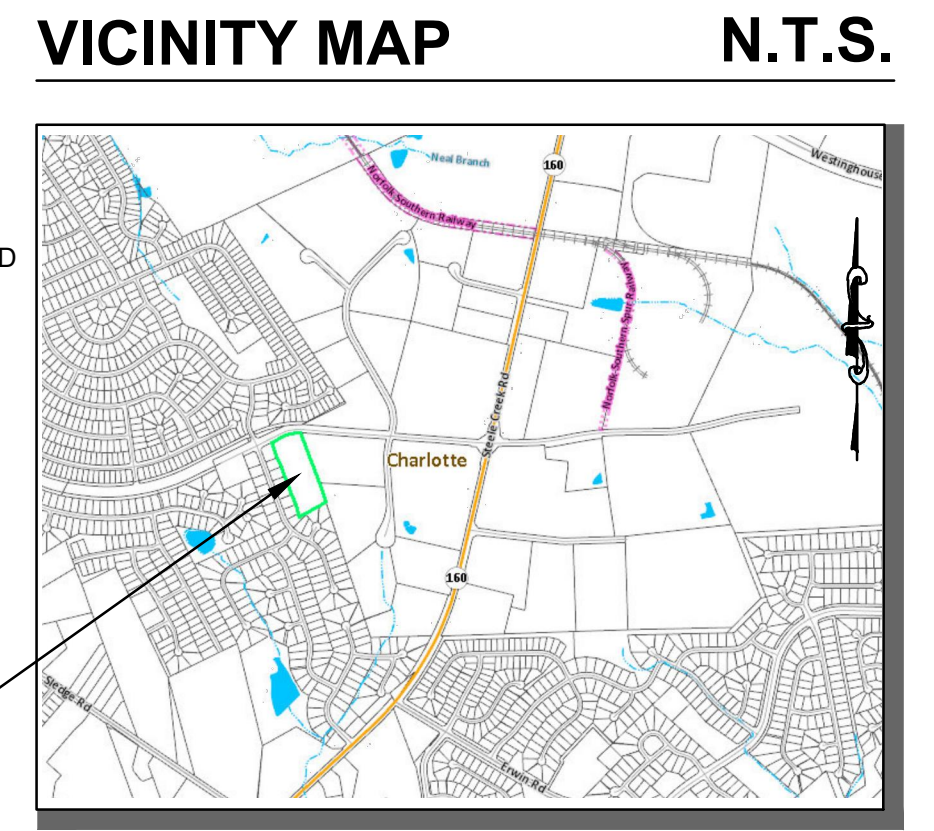 VICINITY MAP N.T.S.
D
Neal Branch
160
Westinghouse
Norfolk Southern Railway
Norfolk Southern Spur Railway
Steele Creek Rd
Charlotte
160
Sledge Rd
Erwin Rd